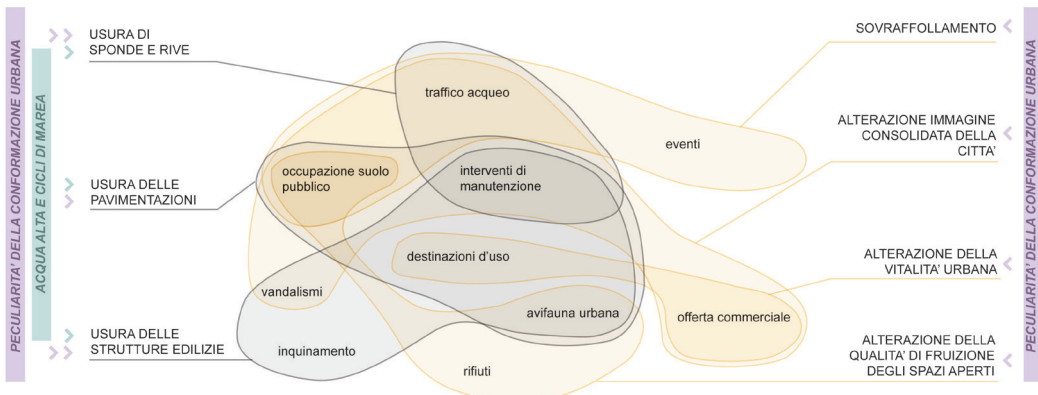 PECULIARITA' DELLA CONFORMAZIONE URBANA
ACQUA ALTA E CICLI DI MAREA
USURA DI
SPONDE E RIVE
USURA DELLE
PAVIMENTAZIONI
USURA DELLE
STRUTTURE EDILIZIE
traffico acqueo
eventi
occupazione suolo
pubblico
interventi di
manutenzione
destinazioni d'uso
vandalismi
avifauna urbana
offerta commerciale
inquinamento
rifiuti
SOVRAFFOLLAMENTO
ALTERAZIONE IMMAGINE
CONSOLIDATA DELLA
CITTA'
ALTERAZIONE DELLA
VITALITA' URBANA
ALTERAZIONE DELLA
QUALITA' DI FRUIZIONE
DEGLI SPAZI APERTI
PECULIARITA' DELLA CONFORMAZIONE URBANA